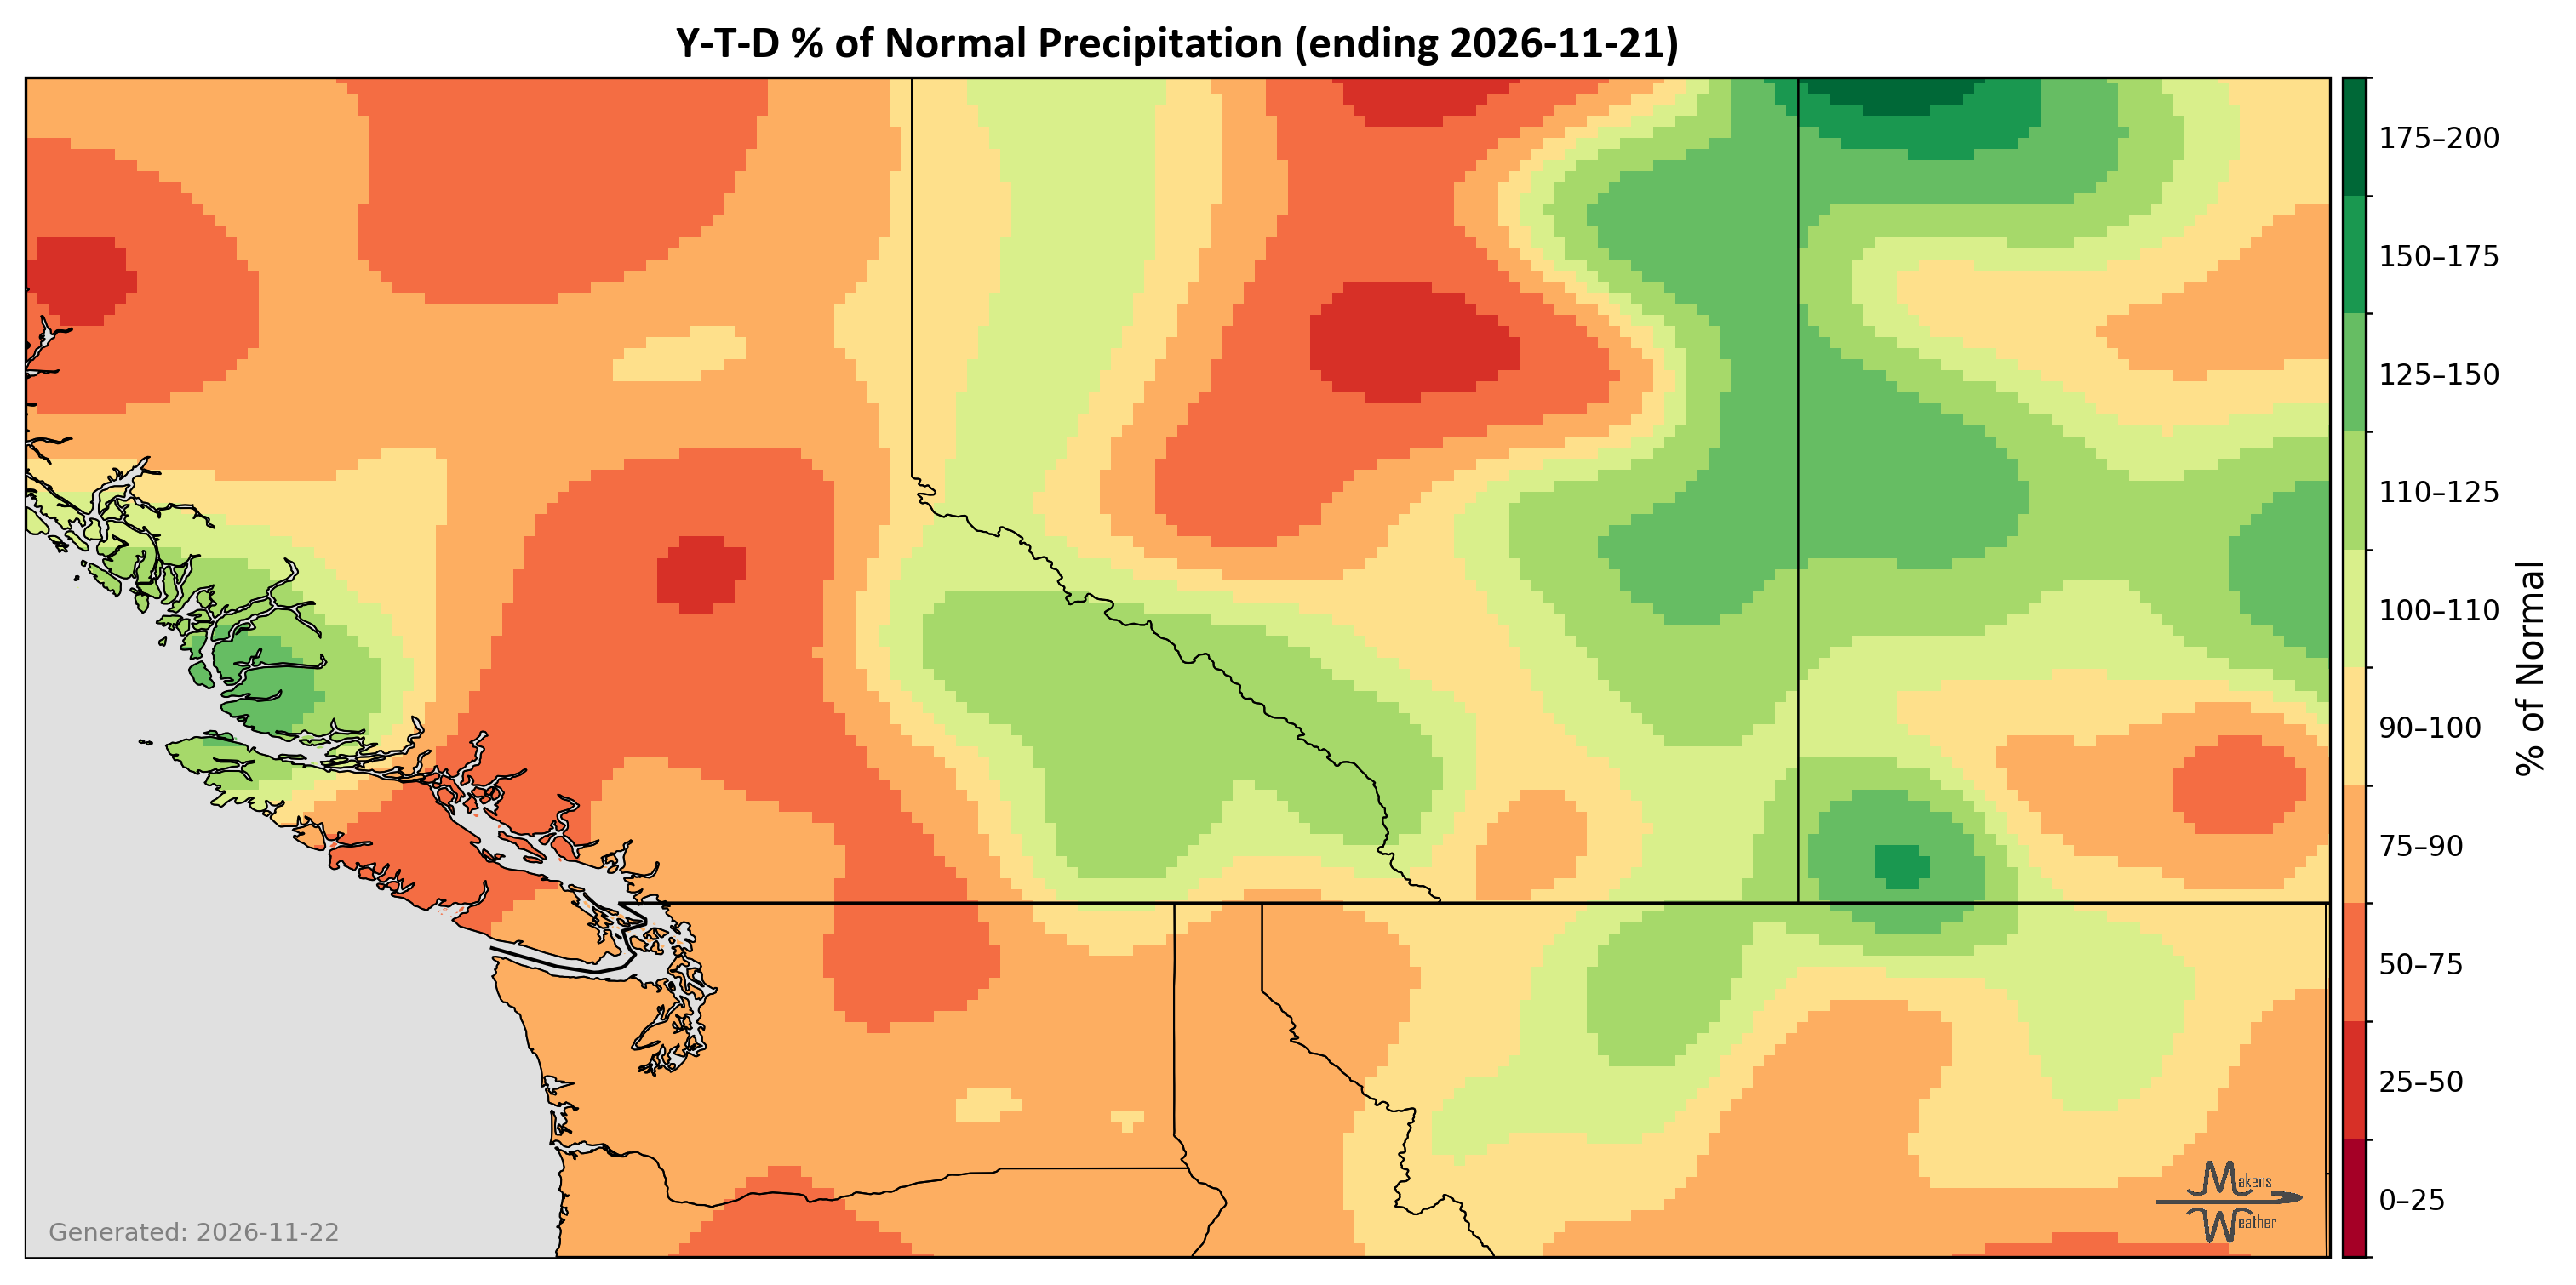 Y-T-D % of Normal Precipitation (ending 2026-11-21)
175–200
150–175
125–150
110–125
100–110
90–100
75–90
50–75
25–50
0–25
% of Normal
Generated: 2026-11-22
Makens
Weather